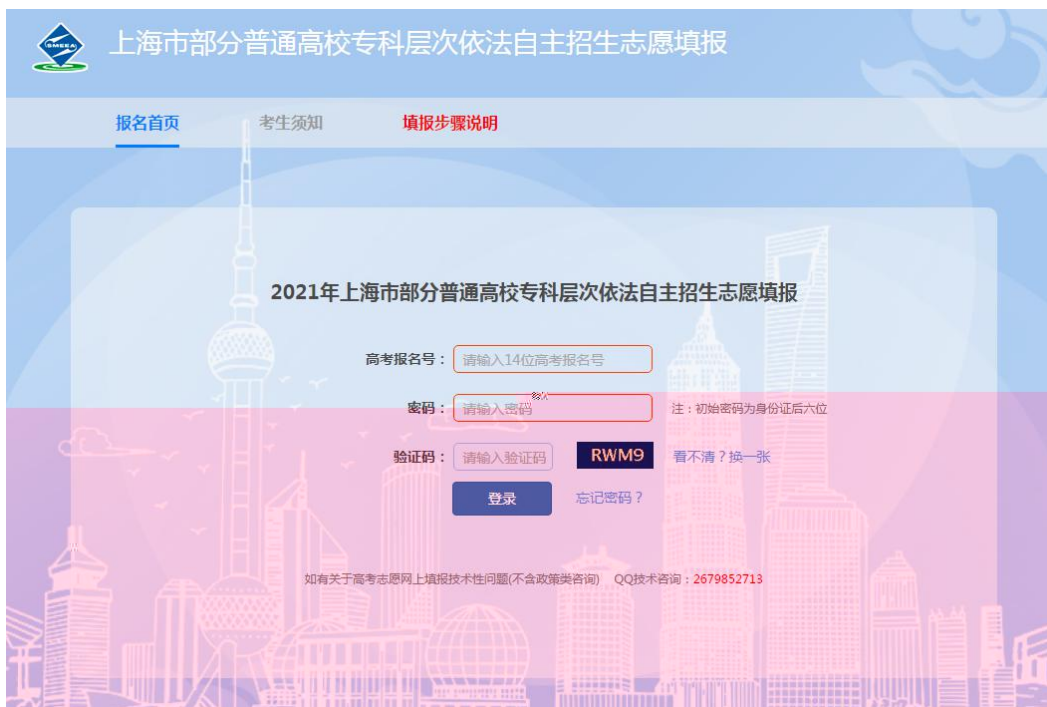 SMEEA
上海市部分普通高校专科层次依法自主招生志愿填报
报名首页 考生须知 填报步骤说明
2021年上海市部分普通高校专科层次依法自主招生志愿填报
高考报名号： 请输入14位高考报名号
密码： 请输入密码 注：初始密码为身份证后六位
验证码： 请输入验证码 RWM9 看不清？换一张
登录 忘记密码？
如有关于高考志愿网上填报技术性问题(不含政策类咨询) QQ技术咨询：2679852713